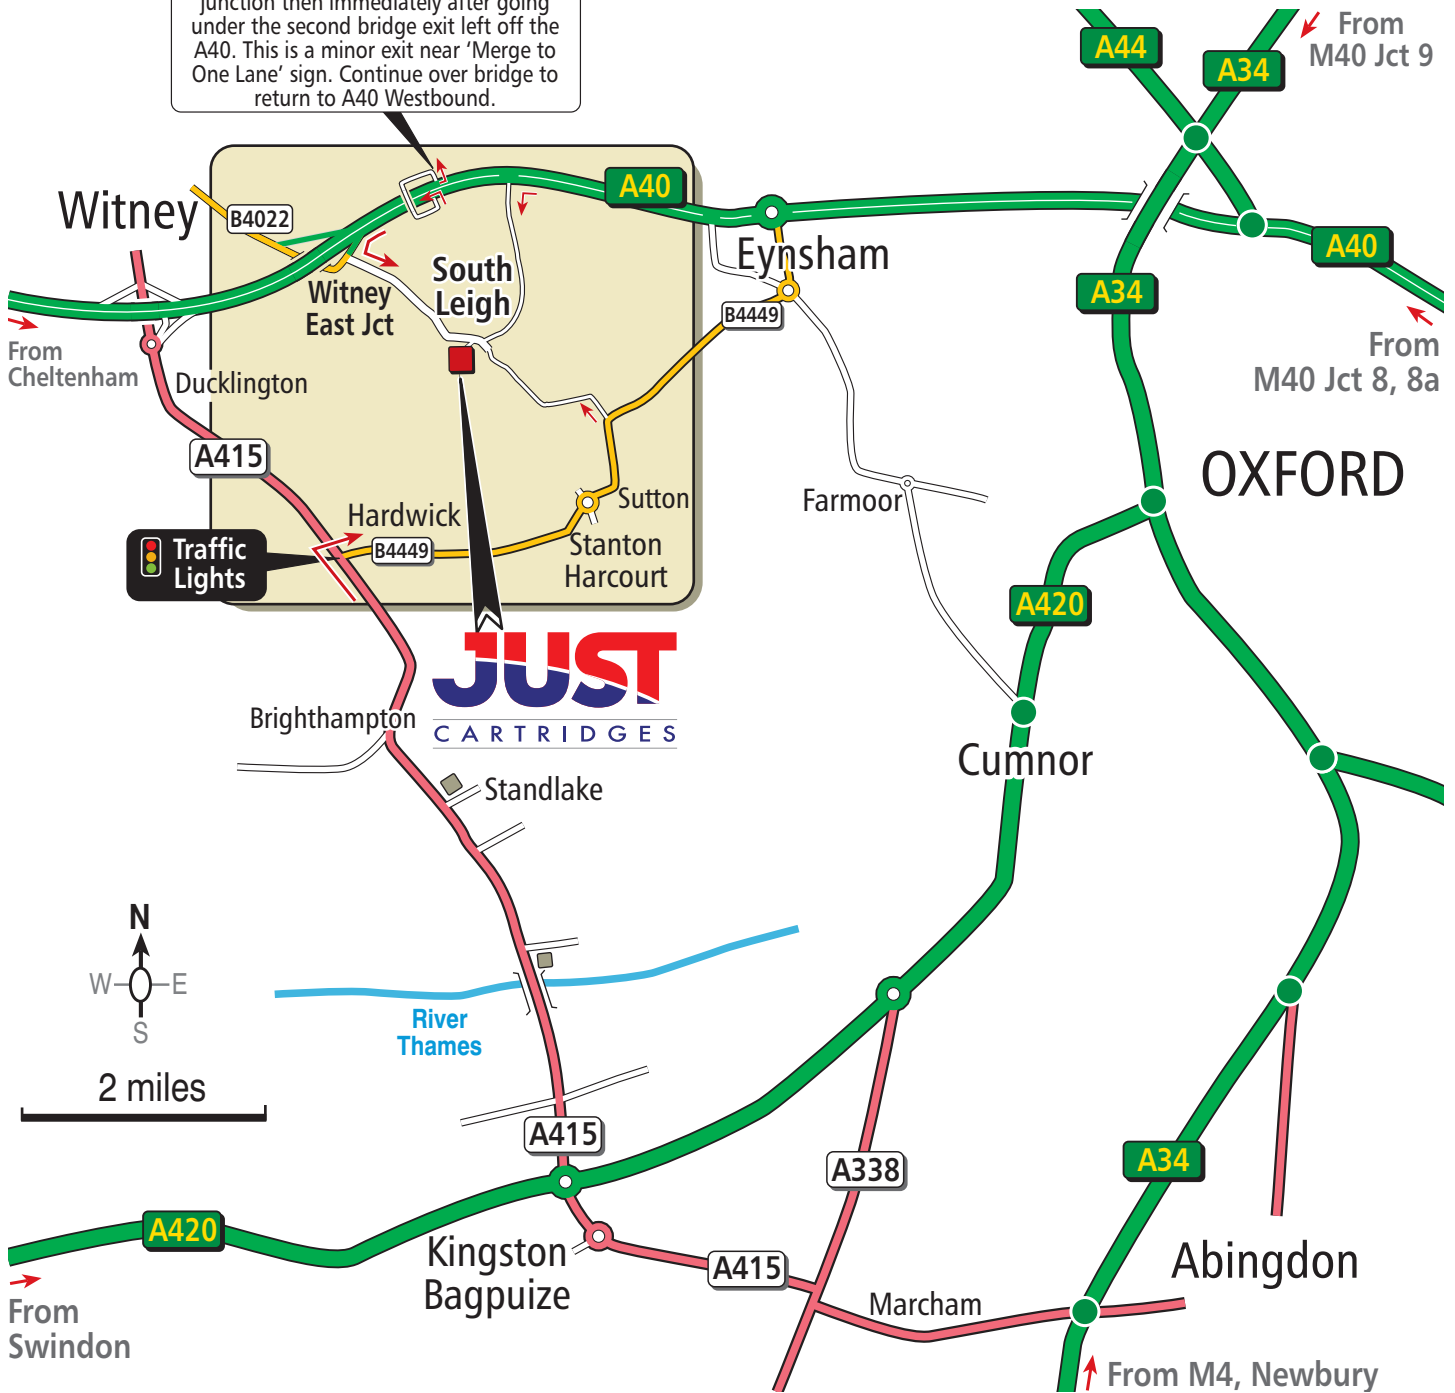 junction then immediately after going
under the second bridge exit left off the
A40. This is a minor exit near ‘Merge to
One Lane’ sign. Continue over bridge to
return to A40 Westbound.
From
M40 Jct 9
A44
A34
Witney
B4022
A40
Eynsham
A40
A34
South
Leigh
Witney
East Jct
B4449
From
Cheltenham
Ducklington
From
M40 Jct 8, 8a
A415
OXFORD
Sutton
Farmoor
Hardwick
B4449
Stanton
Harcourt
Traffic
Lights
A420
JUST
CARTRIDGES
Brighthampton
Cumnor
Standlake
N
W
E
S
River
Thames
2 miles
A415
A338
A34
A420
Kingston
Bagpuize
A415
Abingdon
Marcham
From
Swindon
From M4, Newbury